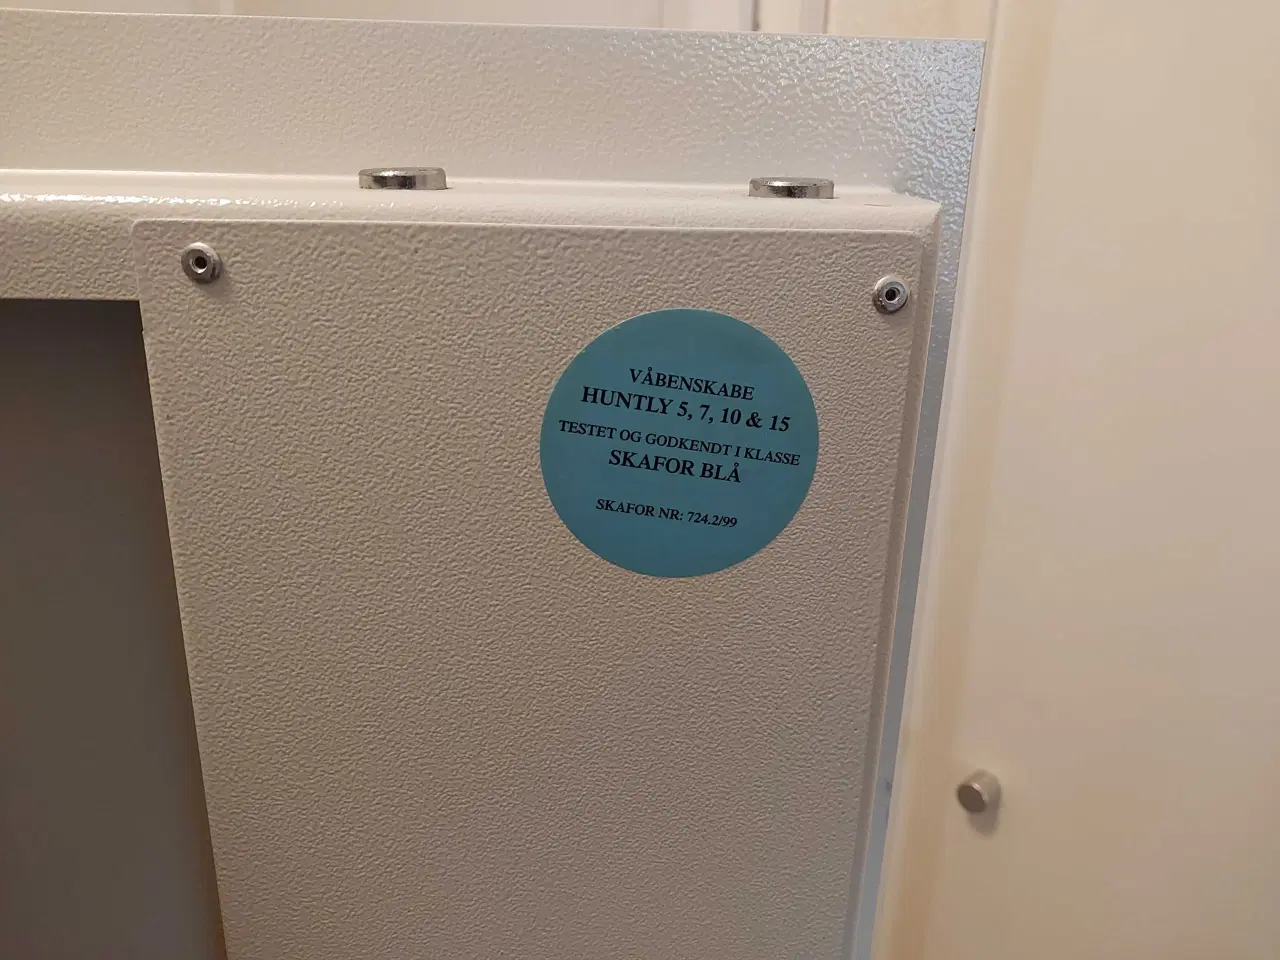 VÅBENSKABE
HUNTLY 5, 7, 10 & 15
TESTET OG GODKENDT I KLASSE
SKAFOR BLÅ
SKAFOR NR: 724.2/99